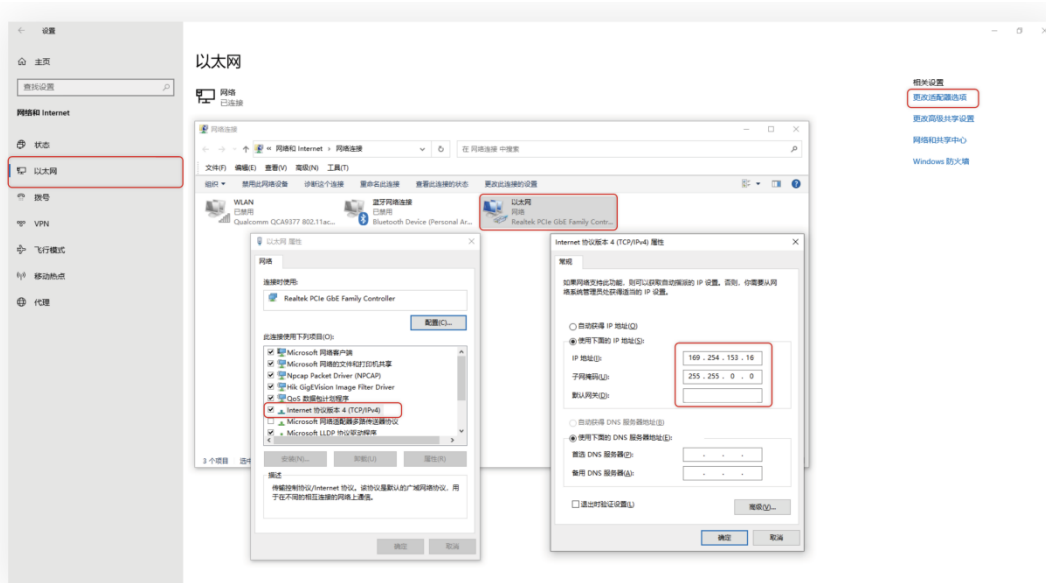 设置
主页
查找设置
网络和 Internet
状态
以太网
拨号
VPN
飞行模式
移动热点
代理
以太网
网络
已连接
相关设置
更改适配器选项
更改高级共享设置
网络和共享中心
Windows 防火墙
网络连接
网络和 Internet › 网络连接
在 网络连接 中搜索
文件(F) 编辑(E) 查看(V) 高级(N) 工具(T)
组织 禁用此网络设备 诊断这个连接 重命名此连接 查看此连接的状态 更改此连接的设置
WLAN
已禁用
Qualcomm QCA9377 802.11ac...
蓝牙网络连接
已禁用
Bluetooth Device (Personal Ar...
以太网
网络
Realtek PCIe GbE Family Contr...
3 个项目 选中
以太网 属性
网络
连接时使用:
Realtek PCIe GbE Family Controller
配置(C)...
此连接使用下列项目(O):
Microsoft 网络客户端
Microsoft 网络的文件和打印机共享
Npcap Packet Driver (NPCAP)
Hik GigEVision Image Filter Driver
QoS 数据包计划程序
Internet 协议版本 4 (TCP/IPv4)
Microsoft 网络适配器多路传送器协议
Microsoft LLDP 协议驱动程序
安装(N)... 卸载(U) 属性(R)
描述
传输控制协议/Internet 协议。该协议是默认的广域网络协议，用
于在不同的相互连接的网络上通信。
确定 取消
Internet 协议版本 4 (TCP/IPv4) 属性
常规
如果网络支持此功能，则可以获取自动指派的 IP 设置。否则，你需要从网
络系统管理员处获得适当的 IP 设置。
自动获得 IP 地址(O)
使用下面的 IP 地址(S):
IP 地址(I): 169 . 254 . 153 . 16
子网掩码(U): 255 . 255 . 0 . 0
默认网关(D):
自动获得 DNS 服务器地址(B)
使用下面的 DNS 服务器地址(E):
首选 DNS 服务器(P):
备用 DNS 服务器(A):
退出时验证设置(L)
高级(V)...
确定 取消